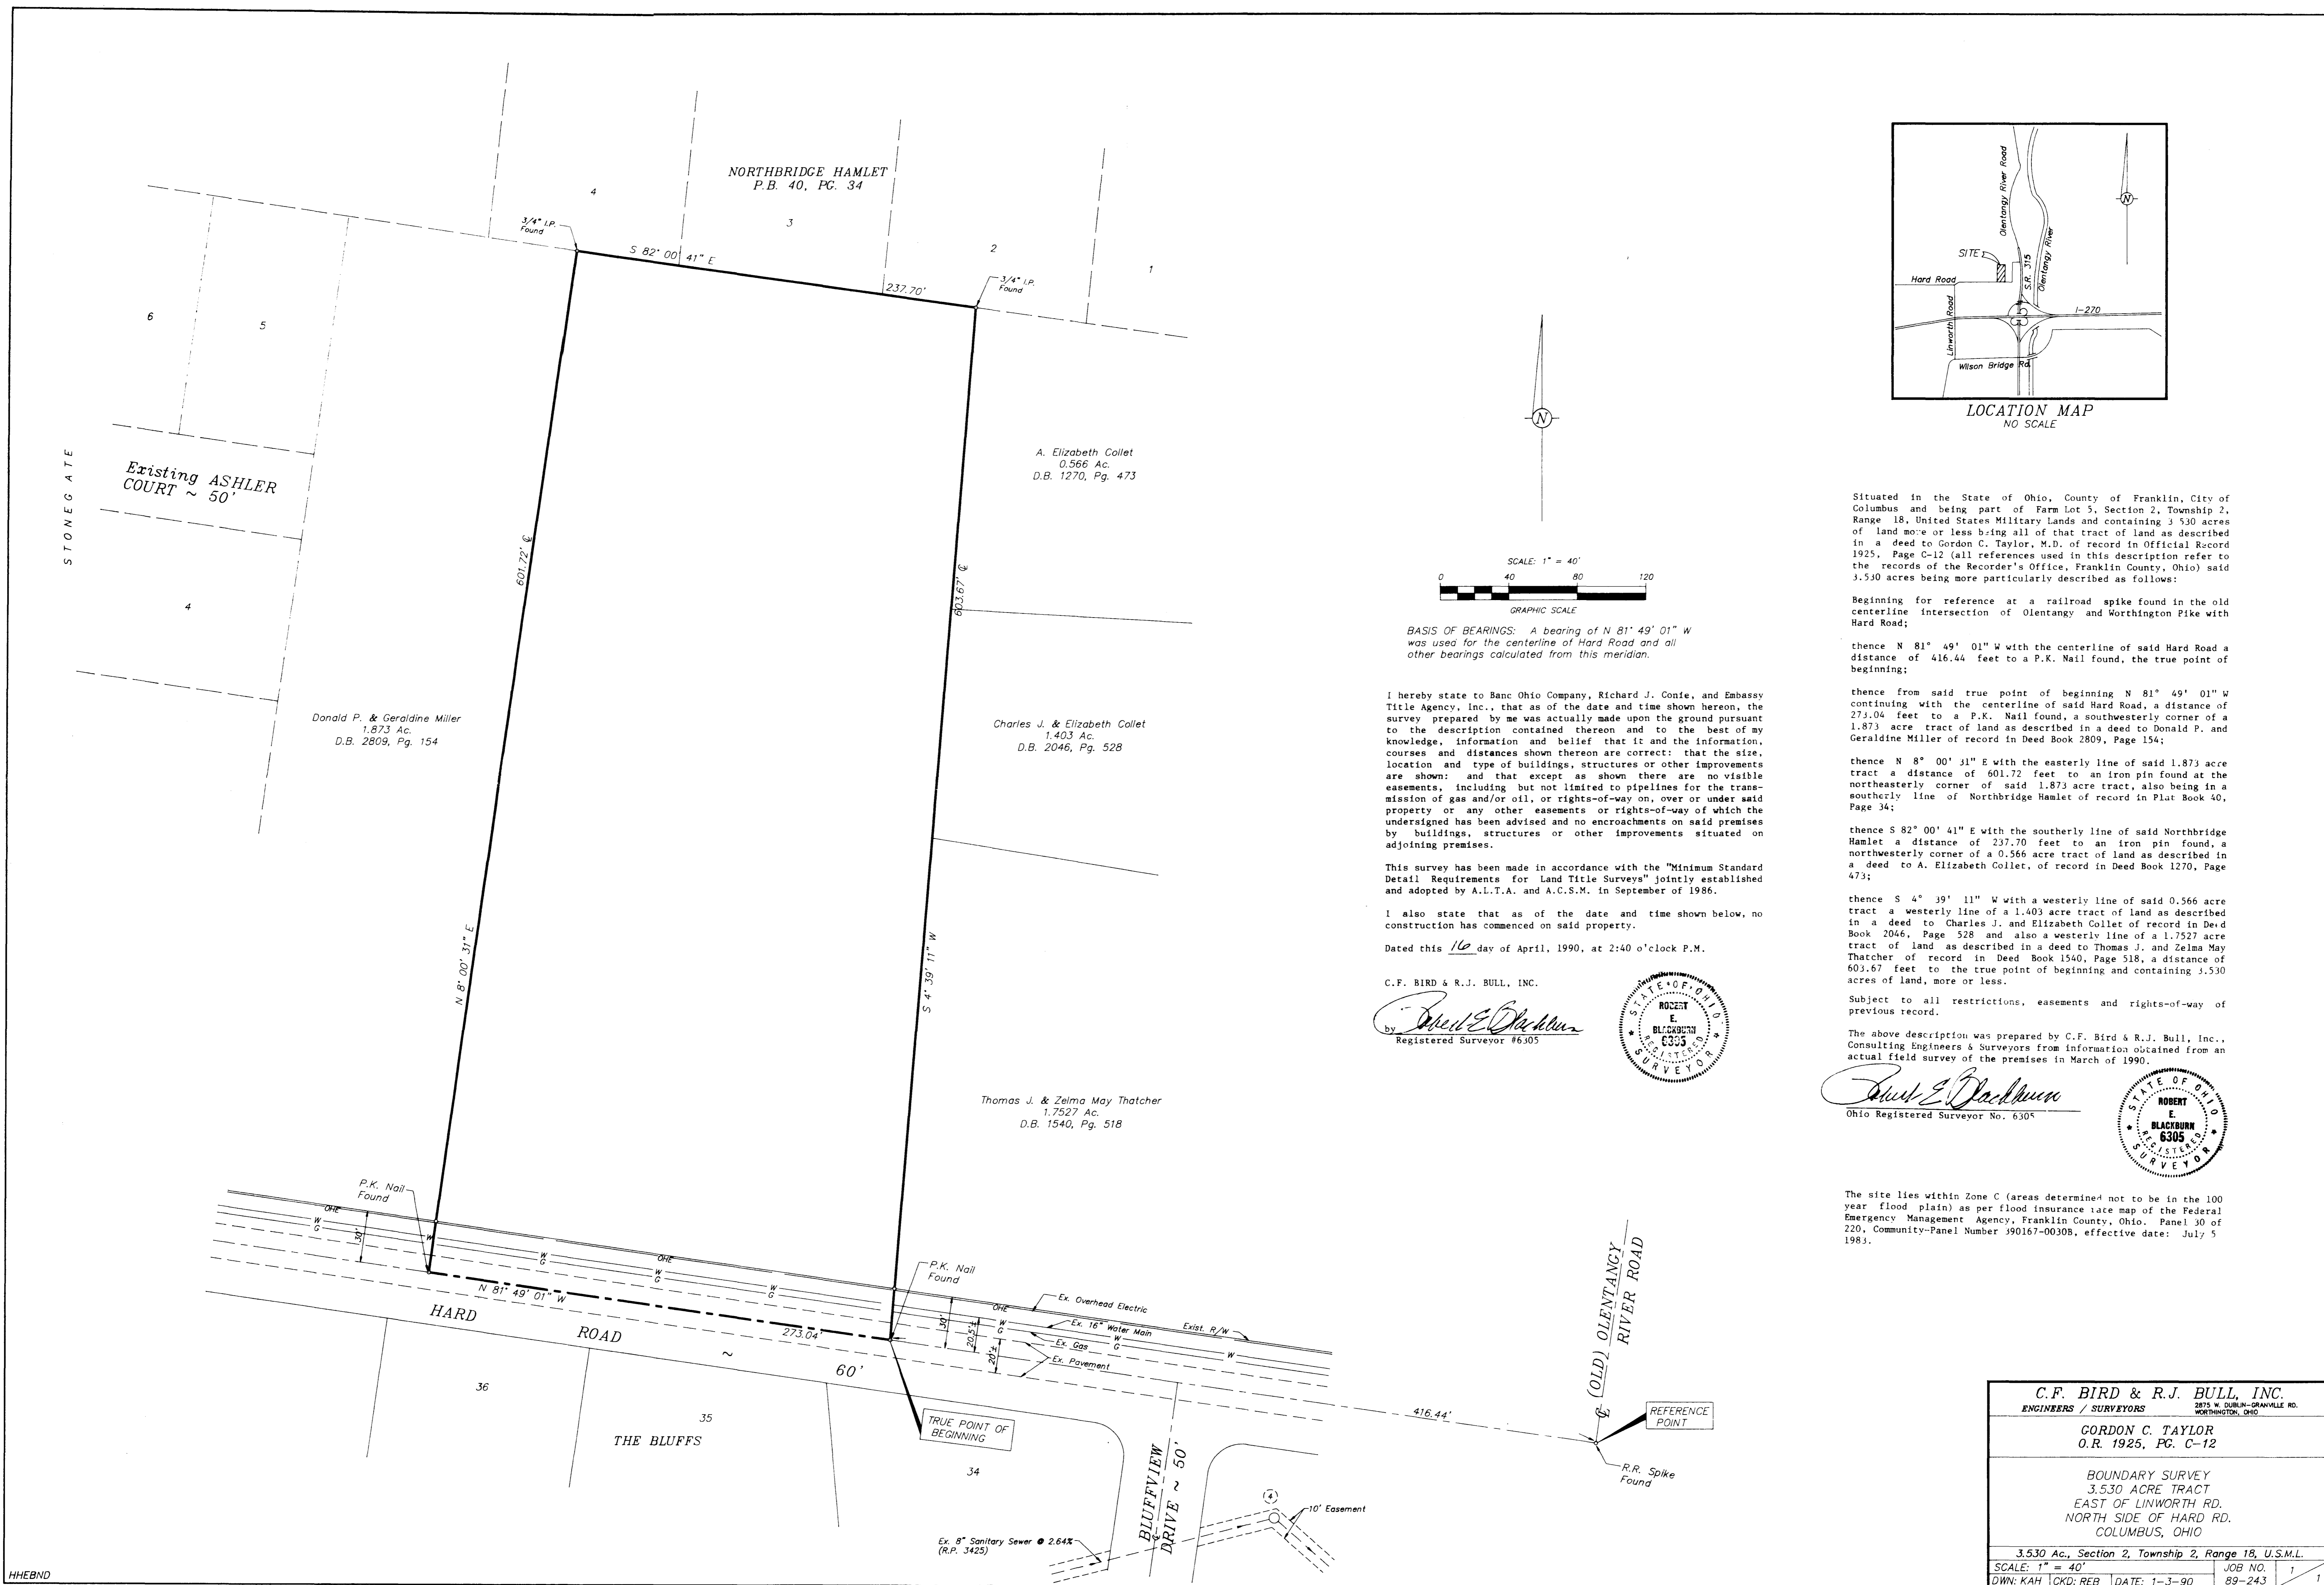 NORTHBRIDGE HAMLET
P.B. 40, PG. 34
4
3
2
1
3/4" I.P.
Found
S 82° 00' 41" E
237.70'
3/4" I.P.
Found
6
5
STONEGATE
Existing ASHLER
COURT ~ 50'
4
601.72' ℄
603.67' ℄
N 8° 00' 31" E
S 4° 39' 11" W
A. Elizabeth Collet
0.566 Ac.
D.B. 1270, Pg. 473
Donald P. & Geraldine Miller
1.873 Ac.
D.B. 2809, Pg. 154
Charles J. & Elizabeth Collet
1.403 Ac.
D.B. 2046, Pg. 528
Thomas J. & Zelma May Thatcher
1.7527 Ac.
D.B. 1540, Pg. 518
P.K. Nail
Found
OHE
W
G
30'
W
OHE
W
G
W
G
W
G
P.K. Nail
Found
N 81° 49' 01" W
273.04'
HARD ROAD ~ 60'
OHE
W
G
30'
20.5'±
20'±
Ex. Overhead Electric
Ex. 16" Water Main
Exist. R/W
Ex. Gas
Ex. Pavement
W
G
W
36
35
THE BLUFFS
34
TRUE POINT OF
BEGINNING
BLUFFVIEW
℄
DRIVE ~ 50'
416.44'
℄ (OLD) OLENTANGY
RIVER ROAD
REFERENCE
POINT
R.R. Spike
Found
4
10' Easement
Ex. 8" Sanitary Sewer @ 2.64%
(R.P. 3425)
HHEBND
N
SCALE: 1" = 40'
0 40 80 120
GRAPHIC SCALE
BASIS OF BEARINGS: A bearing of N 81° 49' 01" W
was used for the centerline of Hard Road and all
other bearings calculated from this meridian.
I hereby state to Banc Ohio Company, Richard J. Conie, and Embassy
Title Agency, Inc., that as of the date and time shown hereon, the
survey prepared by me was actually made upon the ground pursuant
to the description contained thereon and to the best of my
knowledge, information and belief that it and the information,
courses and distances shown thereon are correct: that the size,
location and type of buildings, structures or other improvements
are shown: and that except as shown there are no visible
easements, including but not limited to pipelines for the trans-
mission of gas and/or oil, or rights-of-way on, over or under said
property or any other easements or rights-of-way of which the
undersigned has been advised and no encroachments on said premises
by buildings, structures or other improvements situated on
adjoining premises.
This survey has been made in accordance with the "Minimum Standard
Detail Requirements for Land Title Surveys" jointly established
and adopted by A.L.T.A. and A.C.S.M. in September of 1986.
I also state that as of the date and time shown below, no
construction has commenced on said property.
Dated this 16 day of April, 1990, at 2:40 o'clock P.M.
C.F. BIRD & R.J. BULL, INC.
by Robert E. Blackburn
Registered Surveyor #6305
STATE OF OHIO
ROBERT
E.
BLACKBURN
6305
REGISTERED
SURVEYOR
Olentangy River Road
N
SITE
S.R. 315
Olentangy River
Hard Road
Linworth Road
I-270
Wilson Bridge Rd.
LOCATION MAP
NO SCALE
Situated in the State of Ohio, County of Franklin, City of
Columbus and being part of Farm Lot 5, Section 2, Township 2,
Range 18, United States Military Lands and containing 3 530 acres
of land more or less being all of that tract of land as described
in a deed to Gordon C. Taylor, M.D. of record in Official Record
1925, Page C-12 (all references used in this description refer to
the records of the Recorder's Office, Franklin County, Ohio) said
3.530 acres being more particularly described as follows:
Beginning for reference at a railroad spike found in the old
centerline intersection of Olentangy and Worthington Pike with
Hard Road;
thence N 81° 49' 01" W with the centerline of said Hard Road a
distance of 416.44 feet to a P.K. Nail found, the true point of
beginning;
thence from said true point of beginning N 81° 49' 01" W
continuing with the centerline of said Hard Road, a distance of
273.04 feet to a P.K. Nail found, a southwesterly corner of a
1.873 acre tract of land as described in a deed to Donald P. and
Geraldine Miller of record in Deed Book 2809, Page 154;
thence N 8° 00' 31" E with the easterly line of said 1.873 acre
tract a distance of 601.72 feet to an iron pin found at the
northeasterly corner of said 1.873 acre tract, also being in a
southerly line of Northbridge Hamlet of record in Plat Book 40,
Page 34;
thence S 82° 00' 41" E with the southerly line of said Northbridge
Hamlet a distance of 237.70 feet to an iron pin found, a
northwesterly corner of a 0.566 acre tract of land as described in
a deed to A. Elizabeth Collet, of record in Deed Book 1270, Page
473;
thence S 4° 39' 11" W with a westerly line of said 0.566 acre
tract a westerly line of a 1.403 acre tract of land as described
in a deed to Charles J. and Elizabeth Collet of record in Deed
Book 2046, Page 528 and also a westerly line of a 1.7527 acre
tract of land as described in a deed to Thomas J. and Zelma May
Thatcher of record in Deed Book 1540, Page 518, a distance of
603.67 feet to the true point of beginning and containing 3.530
acres of land, more or less.
Subject to all restrictions, easements and rights-of-way of
previous record.
The above description was prepared by C.F. Bird & R.J. Bull, Inc.,
Consulting Engineers & Surveyors from information obtained from an
actual field survey of the premises in March of 1990.
Robert E. Blackburn
Ohio Registered Surveyor No. 6305
STATE OF OHIO
ROBERT
E.
BLACKBURN
6305
REGISTERED
SURVEYOR
The site lies within Zone C (areas determined not to be in the 100
year flood plain) as per flood insurance rate map of the Federal
Emergency Management Agency, Franklin County, Ohio. Panel 30 of
220, Community-Panel Number 390167-0030B, effective date: July 5
1983.
C.F. BIRD & R.J. BULL, INC.
ENGINEERS / SURVEYORS
2875 W. DUBLIN-GRANVILLE RD.
WORTHINGTON, OHIO
GORDON C. TAYLOR
O.R. 1925, PG. C-12
BOUNDARY SURVEY
3.530 ACRE TRACT
EAST OF LINWORTH RD.
NORTH SIDE OF HARD RD.
COLUMBUS, OHIO
3.530 Ac., Section 2, Township 2, Range 18, U.S.M.L.
SCALE: 1" = 40'
JOB NO.
89-243
1 / 1
DWN: KAH CKD: REB DATE: 1-3-90